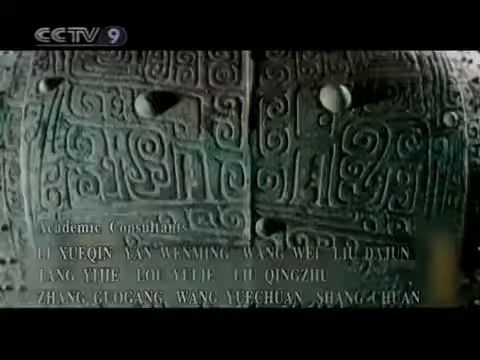 CCTV 9
Academic Consultants
LI XUEQIN YAN WENMING WANG WEI LIU DAJUN
TANG YIJIE LOU YULIE LIU QINGZHU
ZHANG GUOGANG WANG YUECHUAN SHANG CHUAN